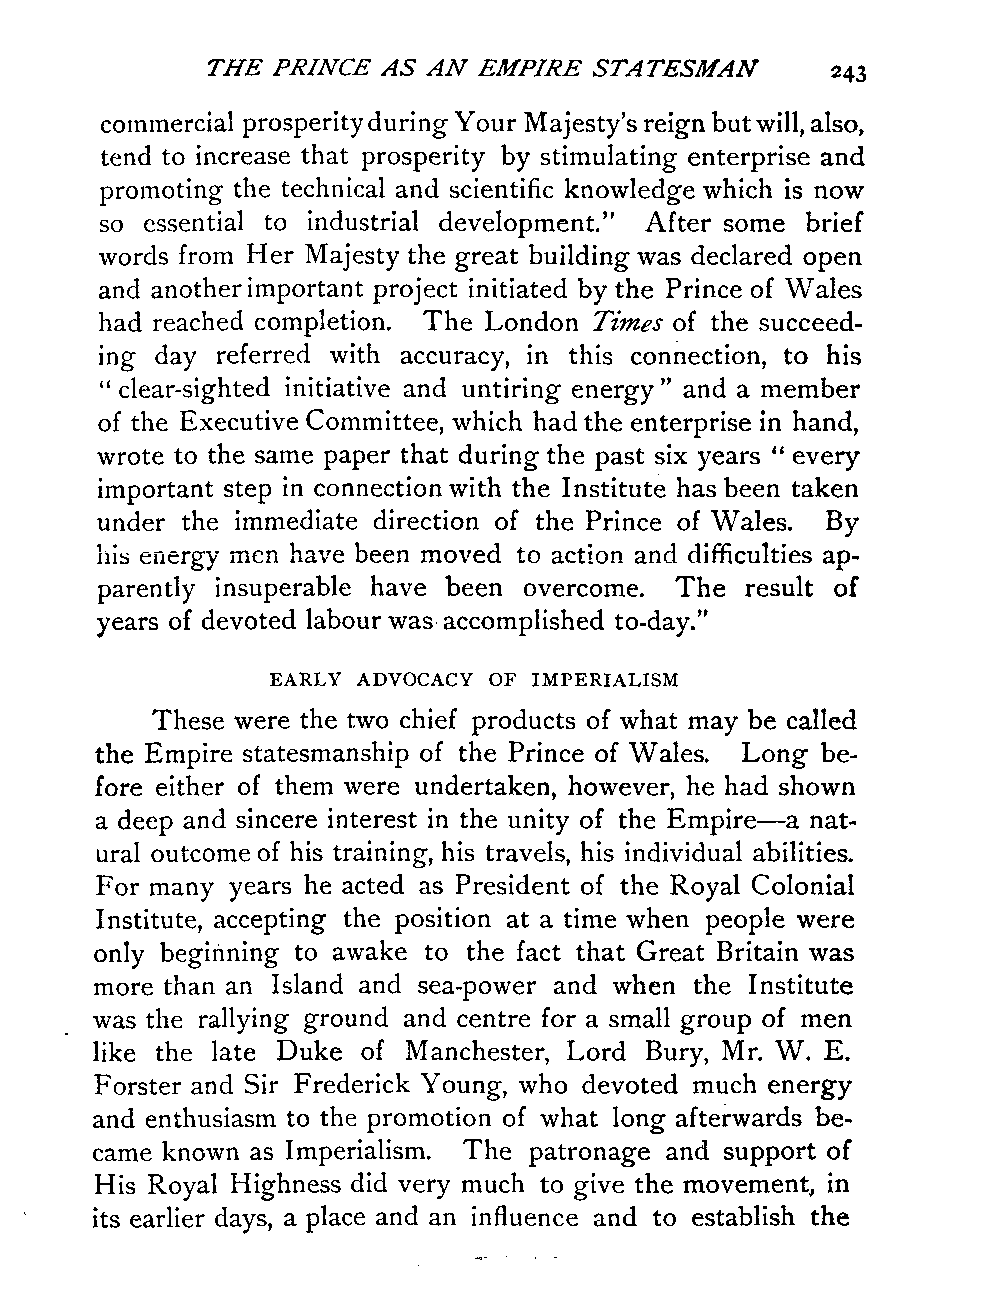 THE PRINCE AS AN EMPIRE STATESMAN 243
commercial prosperity during Your Majesty's reign but will, also,
tend to increase that prosperity by stimulating enterprise and
promoting the technical and scientific knowledge which is now
so essential to industrial development." After some brief
words from Her Majesty the great building was declared open
and another important project initiated by the Prince of Wales
had reached completion. The London Times of the succeed-
ing day referred with accuracy, in this connection, to his
"clear-sighted initiative and untiring energy" and a member
of the Executive Committee, which had the enterprise in hand,
wrote to the same paper that during the past six years "every
important step in connection with the Institute has been taken
under the immediate direction of the Prince of Wales. By
his energy men have been moved to action and difficulties ap-
parently insuperable have been overcome. The result of
years of devoted labour was accomplished to-day."
EARLY ADVOCACY OF IMPERIALISM
These were the two chief products of what may be called
the Empire statesmanship of the Prince of Wales. Long be-
fore either of them were undertaken, however, he had shown
a deep and sincere interest in the unity of the Empire—a nat-
ural outcome of his training, his travels, his individual abilities.
For many years he acted as President of the Royal Colonial
Institute, accepting the position at a time when people were
only beginning to awake to the fact that Great Britain was
more than an Island and sea-power and when the Institute
was the rallying ground and centre for a small group of men
like the late Duke of Manchester, Lord Bury, Mr. W. E.
Forster and Sir Frederick Young, who devoted much energy
and enthusiasm to the promotion of what long afterwards be-
came known as Imperialism. The patronage and support of
His Royal Highness did very much to give the movement, in
its earlier days, a place and an influence and to establish the